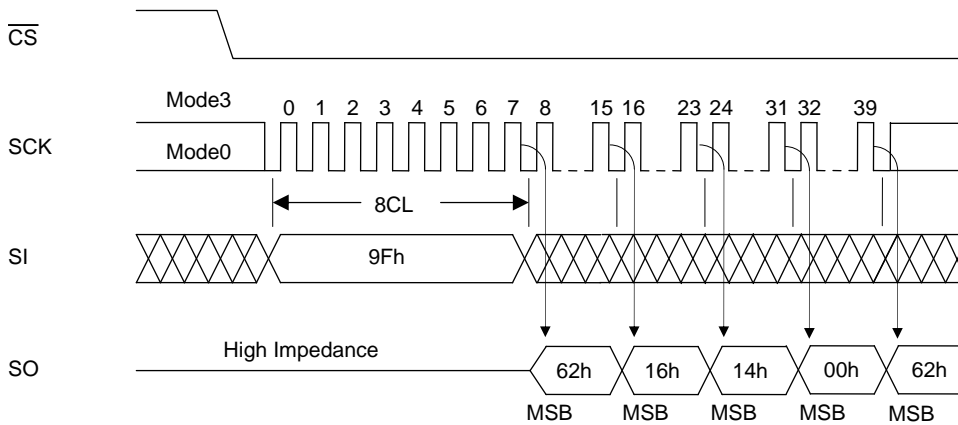 CS
Mode3
0 1 2 3 4 5 6 7 8 15 16 23 24 31 32 39
SCK
Mode0
8CL
SI
9Fh
High Impedance
SO
62h 16h 14h 00h 62h
MSB MSB MSB MSB MSB